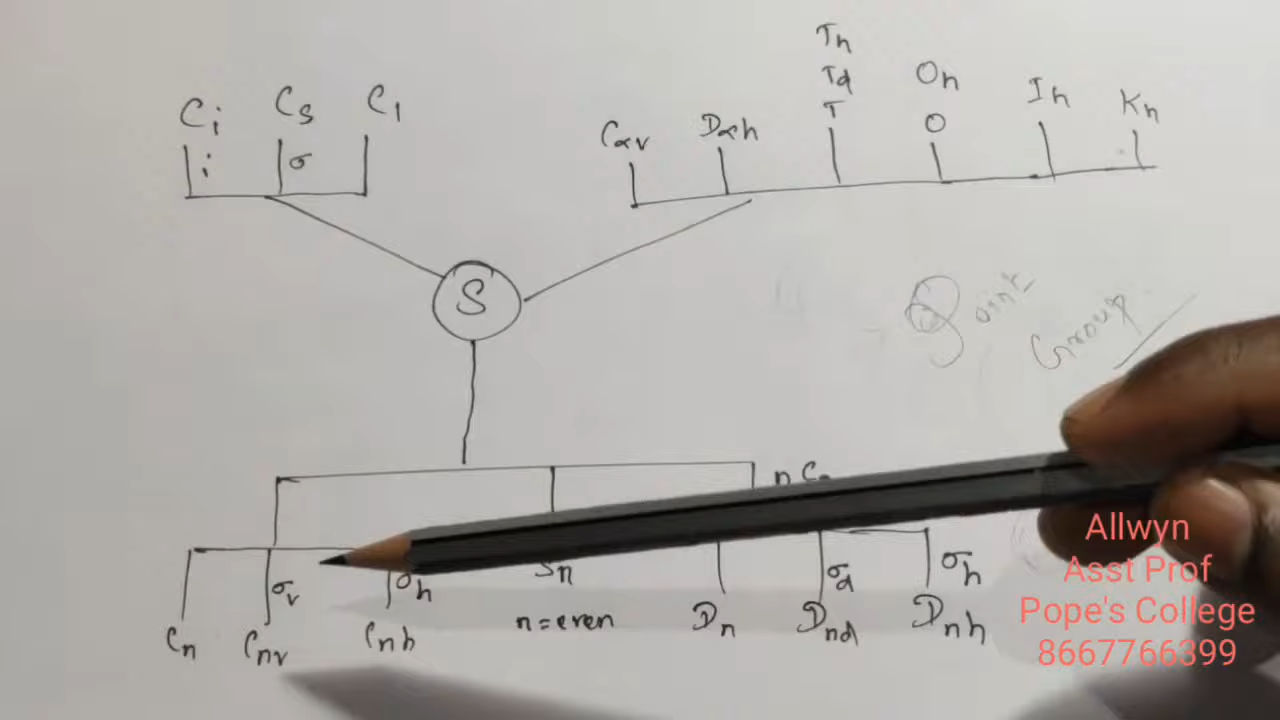 Ci Cs C1
i σ
Th
Td
T
Oh
O
Ih Kh
C∝v D∝h
S
Point
Group
n C₂
σv σh Sn σd σh
n = even
Cn Cnv Cnh Dn Dnd Dnh
Allwyn
Asst Prof
Pope's College
8667766399